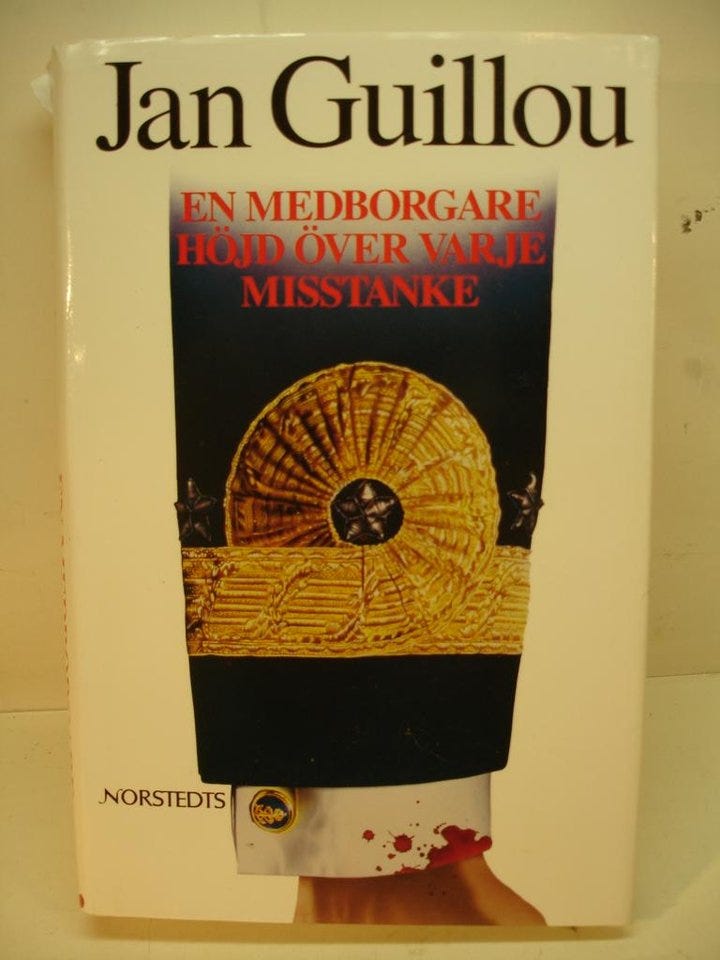 Jan Guillou
EN MEDBORGARE
HÖJD ÖVER VARJE
MISSTANKE
NORSTEDTS